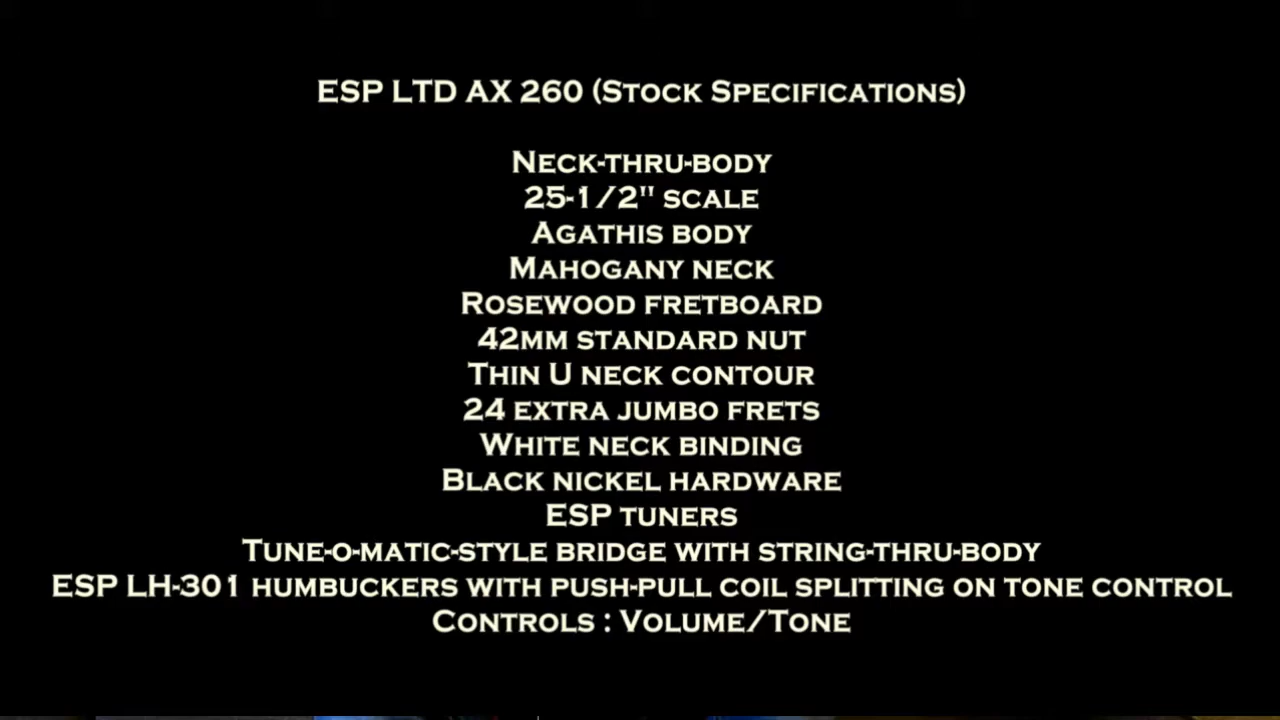 ESP LTD AX 260 (Stock Specifications)
Neck-thru-body
25-1/2" scale
Agathis body
Mahogany neck
Rosewood fretboard
42mm standard nut
Thin U neck contour
24 extra jumbo frets
White neck binding
Black nickel hardware
ESP tuners
Tune-o-matic-style bridge with string-thru-body
ESP LH-301 humbuckers with push-pull coil splitting on tone control
Controls : Volume/Tone